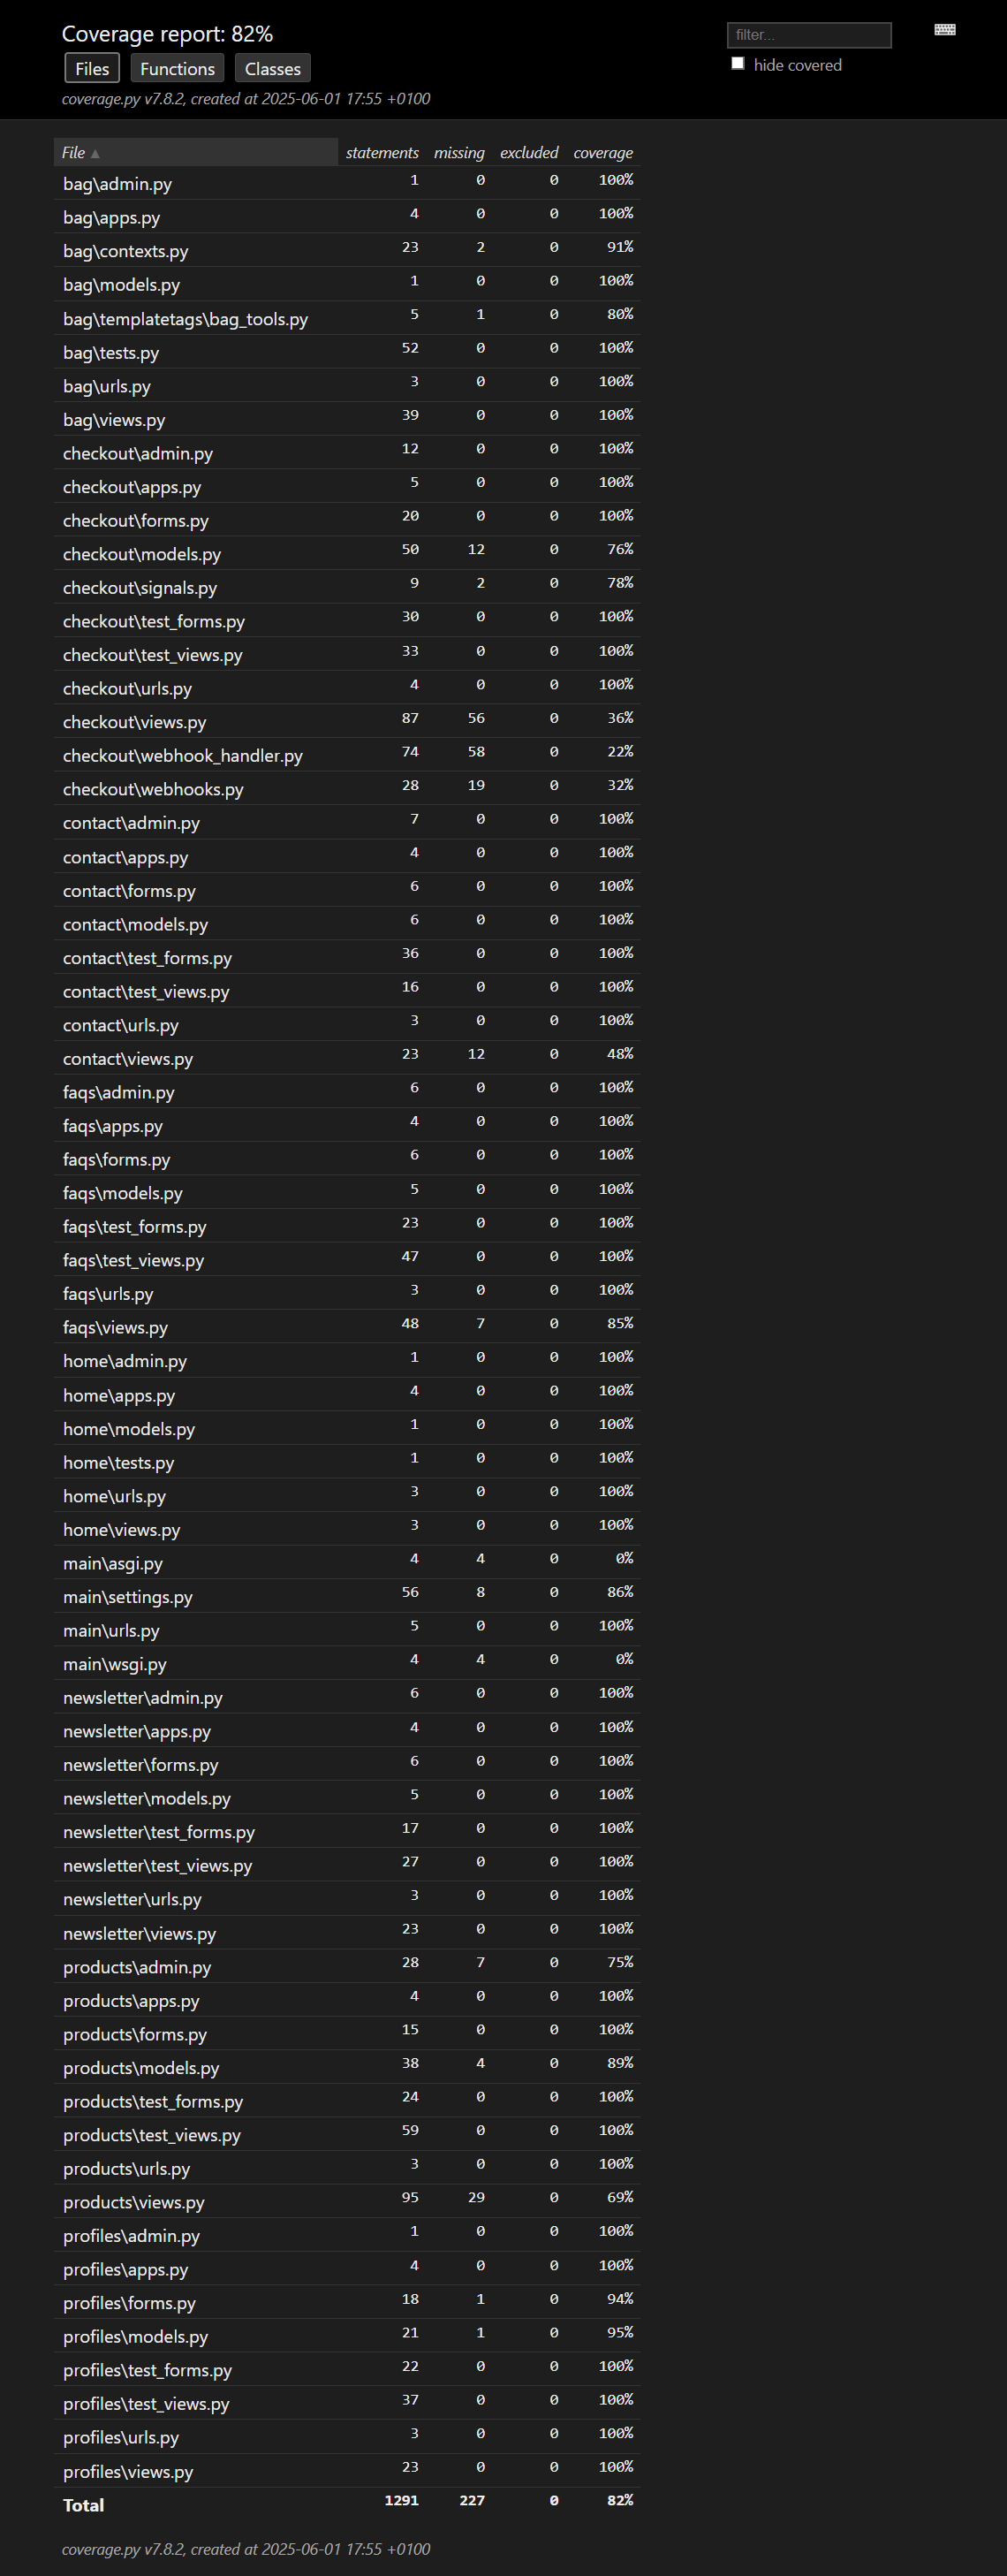 Coverage report: 82%
filter...
hide covered
Files Functions Classes
coverage.py v7.8.2, created at 2025-06-01 17:55 +0100
File ▲ statements missing excluded coverage
bag\admin.py 1 0 0 100%
bag\apps.py 4 0 0 100%
bag\contexts.py 23 2 0 91%
bag\models.py 1 0 0 100%
bag\templatetags\bag_tools.py 5 1 0 80%
bag\tests.py 52 0 0 100%
bag\urls.py 3 0 0 100%
bag\views.py 39 0 0 100%
checkout\admin.py 12 0 0 100%
checkout\apps.py 5 0 0 100%
checkout\forms.py 20 0 0 100%
checkout\models.py 50 12 0 76%
checkout\signals.py 9 2 0 78%
checkout\test_forms.py 30 0 0 100%
checkout\test_views.py 33 0 0 100%
checkout\urls.py 4 0 0 100%
checkout\views.py 87 56 0 36%
checkout\webhook_handler.py 74 58 0 22%
checkout\webhooks.py 28 19 0 32%
contact\admin.py 7 0 0 100%
contact\apps.py 4 0 0 100%
contact\forms.py 6 0 0 100%
contact\models.py 6 0 0 100%
contact\test_forms.py 36 0 0 100%
contact\test_views.py 16 0 0 100%
contact\urls.py 3 0 0 100%
contact\views.py 23 12 0 48%
faqs\admin.py 6 0 0 100%
faqs\apps.py 4 0 0 100%
faqs\forms.py 6 0 0 100%
faqs\models.py 5 0 0 100%
faqs\test_forms.py 23 0 0 100%
faqs\test_views.py 47 0 0 100%
faqs\urls.py 3 0 0 100%
faqs\views.py 48 7 0 85%
home\admin.py 1 0 0 100%
home\apps.py 4 0 0 100%
home\models.py 1 0 0 100%
home\tests.py 1 0 0 100%
home\urls.py 3 0 0 100%
home\views.py 3 0 0 100%
main\asgi.py 4 4 0 0%
main\settings.py 56 8 0 86%
main\urls.py 5 0 0 100%
main\wsgi.py 4 4 0 0%
newsletter\admin.py 6 0 0 100%
newsletter\apps.py 4 0 0 100%
newsletter\forms.py 6 0 0 100%
newsletter\models.py 5 0 0 100%
newsletter\test_forms.py 17 0 0 100%
newsletter\test_views.py 27 0 0 100%
newsletter\urls.py 3 0 0 100%
newsletter\views.py 23 0 0 100%
products\admin.py 28 7 0 75%
products\apps.py 4 0 0 100%
products\forms.py 15 0 0 100%
products\models.py 38 4 0 89%
products\test_forms.py 24 0 0 100%
products\test_views.py 59 0 0 100%
products\urls.py 3 0 0 100%
products\views.py 95 29 0 69%
profiles\admin.py 1 0 0 100%
profiles\apps.py 4 0 0 100%
profiles\forms.py 18 1 0 94%
profiles\models.py 21 1 0 95%
profiles\test_forms.py 22 0 0 100%
profiles\test_views.py 37 0 0 100%
profiles\urls.py 3 0 0 100%
profiles\views.py 23 0 0 100%
Total 1291 227 0 82%
coverage.py v7.8.2, created at 2025-06-01 17:55 +0100